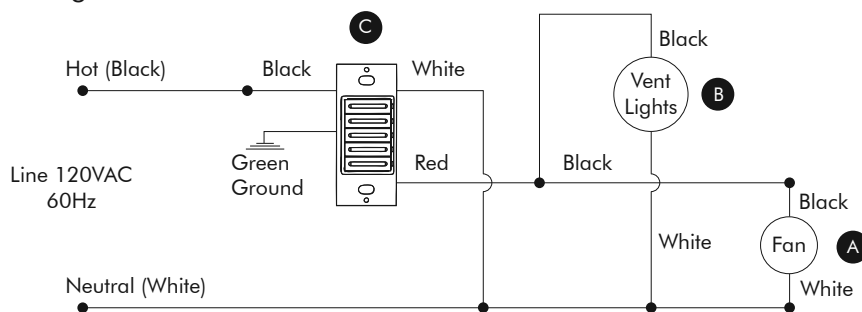 C
Hot (Black)
Black
White
Black
Vent
Lights
B
Line 120VAC
60Hz
Green
Ground
Red
Black
Black
White
Fan
A
Neutral (White)
White